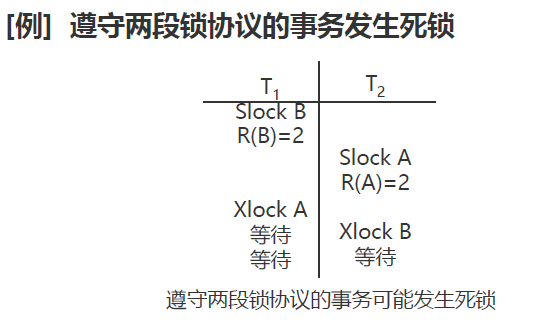 [例] 遵守两段锁协议的事务发生死锁
T1 T2
Slock B
R(B)=2
Slock A
R(A)=2
Xlock A
等待 Xlock B
等待 等待
遵守两段锁协议的事务可能发生死锁